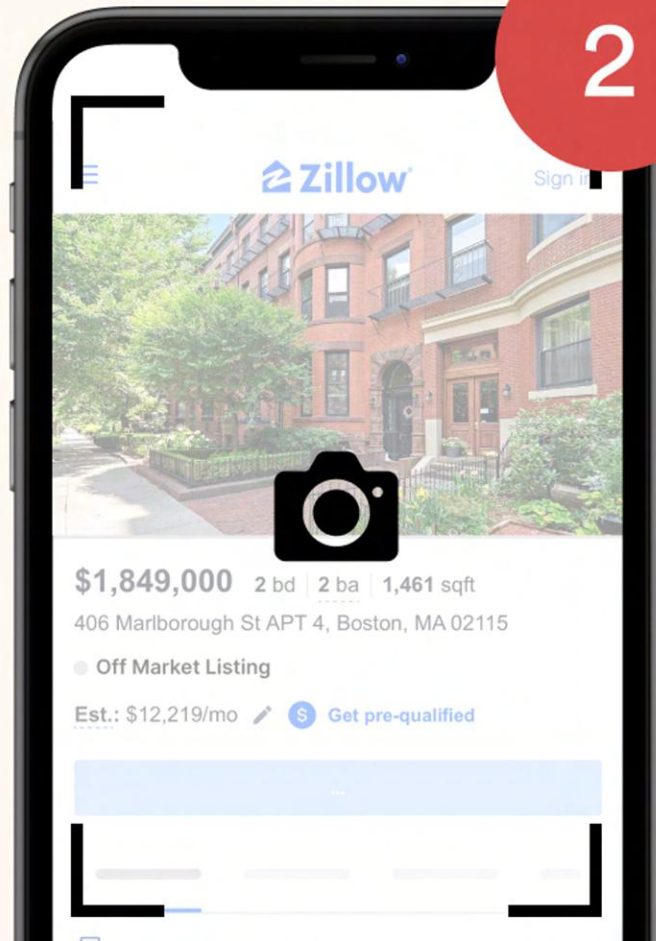 2
Zillow
Sign in
$1,849,000 2 bd 2 ba 1,461 sqft
406 Marlborough St APT 4, Boston, MA 02115
Off Market Listing
Est.: $12,219/mo $ Get pre-qualified
...